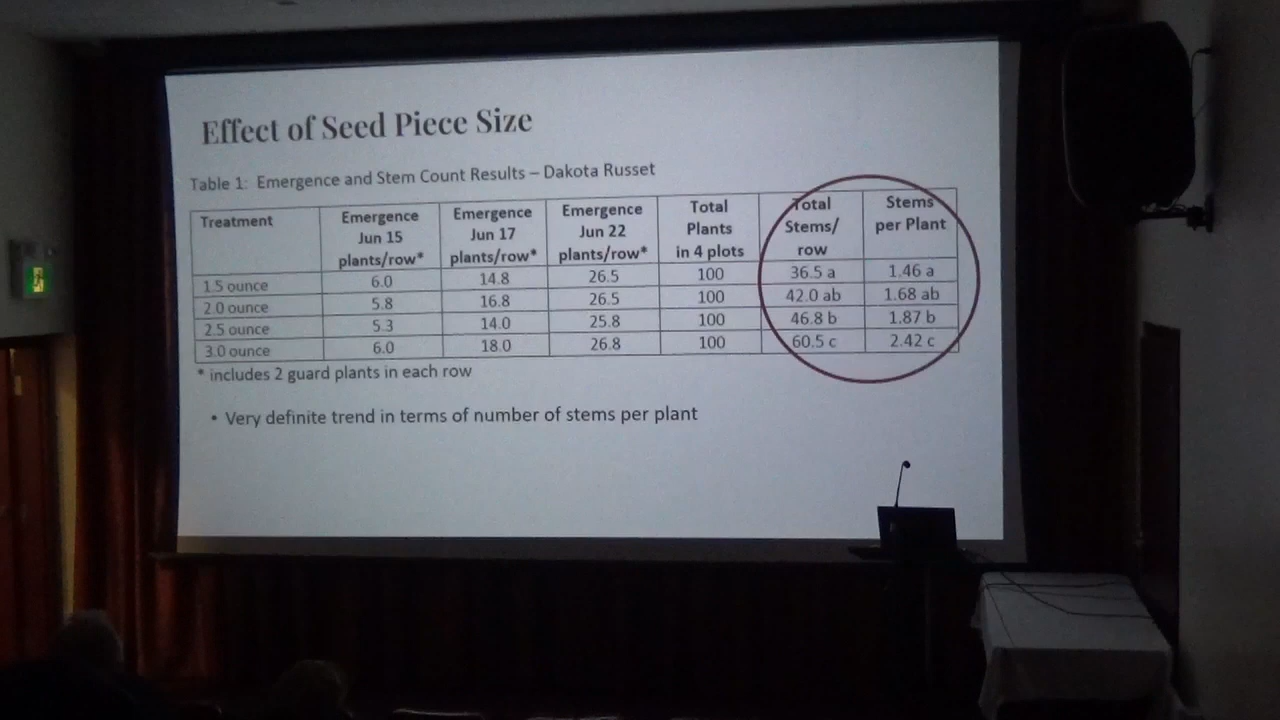 Effect of Seed Piece Size
Table 1: Emergence and Stem Count Results – Dakota Russet
Treatment Emergence Jun 15 plants/row* Emergence Jun 17 plants/row* Emergence Jun 22 plants/row* Total Plants in 4 plots Total Stems/ row Stems per Plant
1.5 ounce 6.0 14.8 26.5 100 36.5 a 1.46 a
2.0 ounce 5.8 16.8 26.5 100 42.0 ab 1.68 ab
2.5 ounce 5.3 14.0 25.8 100 46.8 b 1.87 b
3.0 ounce 6.0 18.0 26.8 100 60.5 c 2.42 c
* includes 2 guard plants in each row
• Very definite trend in terms of number of stems per plant